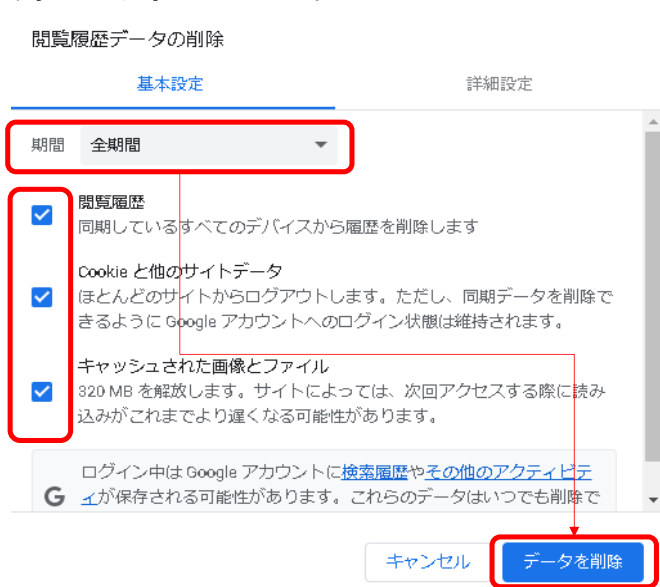 閲覧履歴データの削除
基本設定 詳細設定
期間 全期間
閲覧履歴
同期しているすべてのデバイスから履歴を削除します
Cookie と他のサイトデータ
ほとんどのサイトからログアウトします。ただし、同期データを削除で
きるように Google アカウントへのログイン状態は維持されます。
キャッシュされた画像とファイル
320 MB を解放します。サイトによっては、次回アクセスする際に読み
込みがこれまでより遅くなる可能性があります。
ログイン中は Google アカウントに検索履歴やその他のアクティビテ
G ィが保存される可能性があります。これらのデータはいつでも削除で
キャンセル データを削除